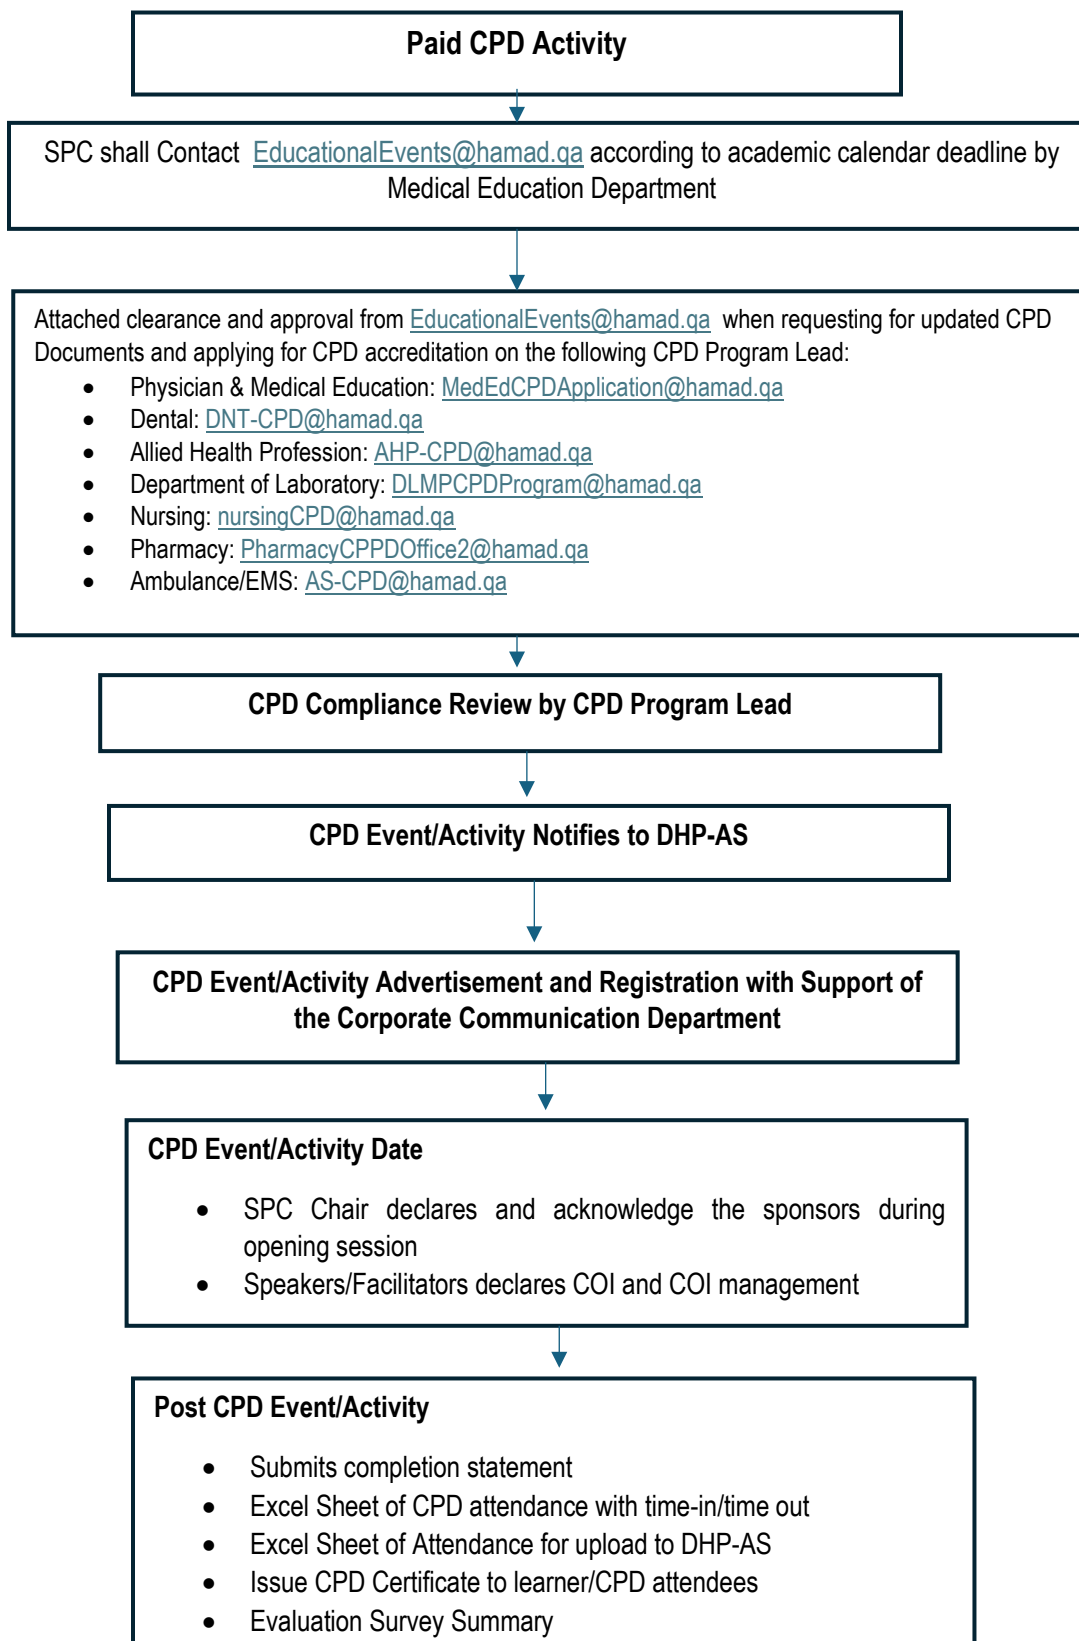 Paid CPD Activity
SPC shall Contact EducationalEvents@hamad.qa according to academic calendar deadline by
Medical Education Department
Attached clearance and approval from EducationalEvents@hamad.qa when requesting for updated CPD
Documents and applying for CPD accreditation on the following CPD Program Lead:
• Physician & Medical Education: MedEdCPDApplication@hamad.qa
• Dental: DNT-CPD@hamad.qa
• Allied Health Profession: AHP-CPD@hamad.qa
• Department of Laboratory: DLMPCPDProgram@hamad.qa
• Nursing: nursingCPD@hamad.qa
• Pharmacy: PharmacyCPPDOffice2@hamad.qa
• Ambulance/EMS: AS-CPD@hamad.qa
CPD Compliance Review by CPD Program Lead
CPD Event/Activity Notifies to DHP-AS
CPD Event/Activity Advertisement and Registration with Support of
the Corporate Communication Department
CPD Event/Activity Date
• SPC Chair declares and acknowledge the sponsors during
opening session
• Speakers/Facilitators declares COI and COI management
Post CPD Event/Activity
• Submits completion statement
• Excel Sheet of CPD attendance with time-in/time out
• Excel Sheet of Attendance for upload to DHP-AS
• Issue CPD Certificate to learner/CPD attendees
• Evaluation Survey Summary